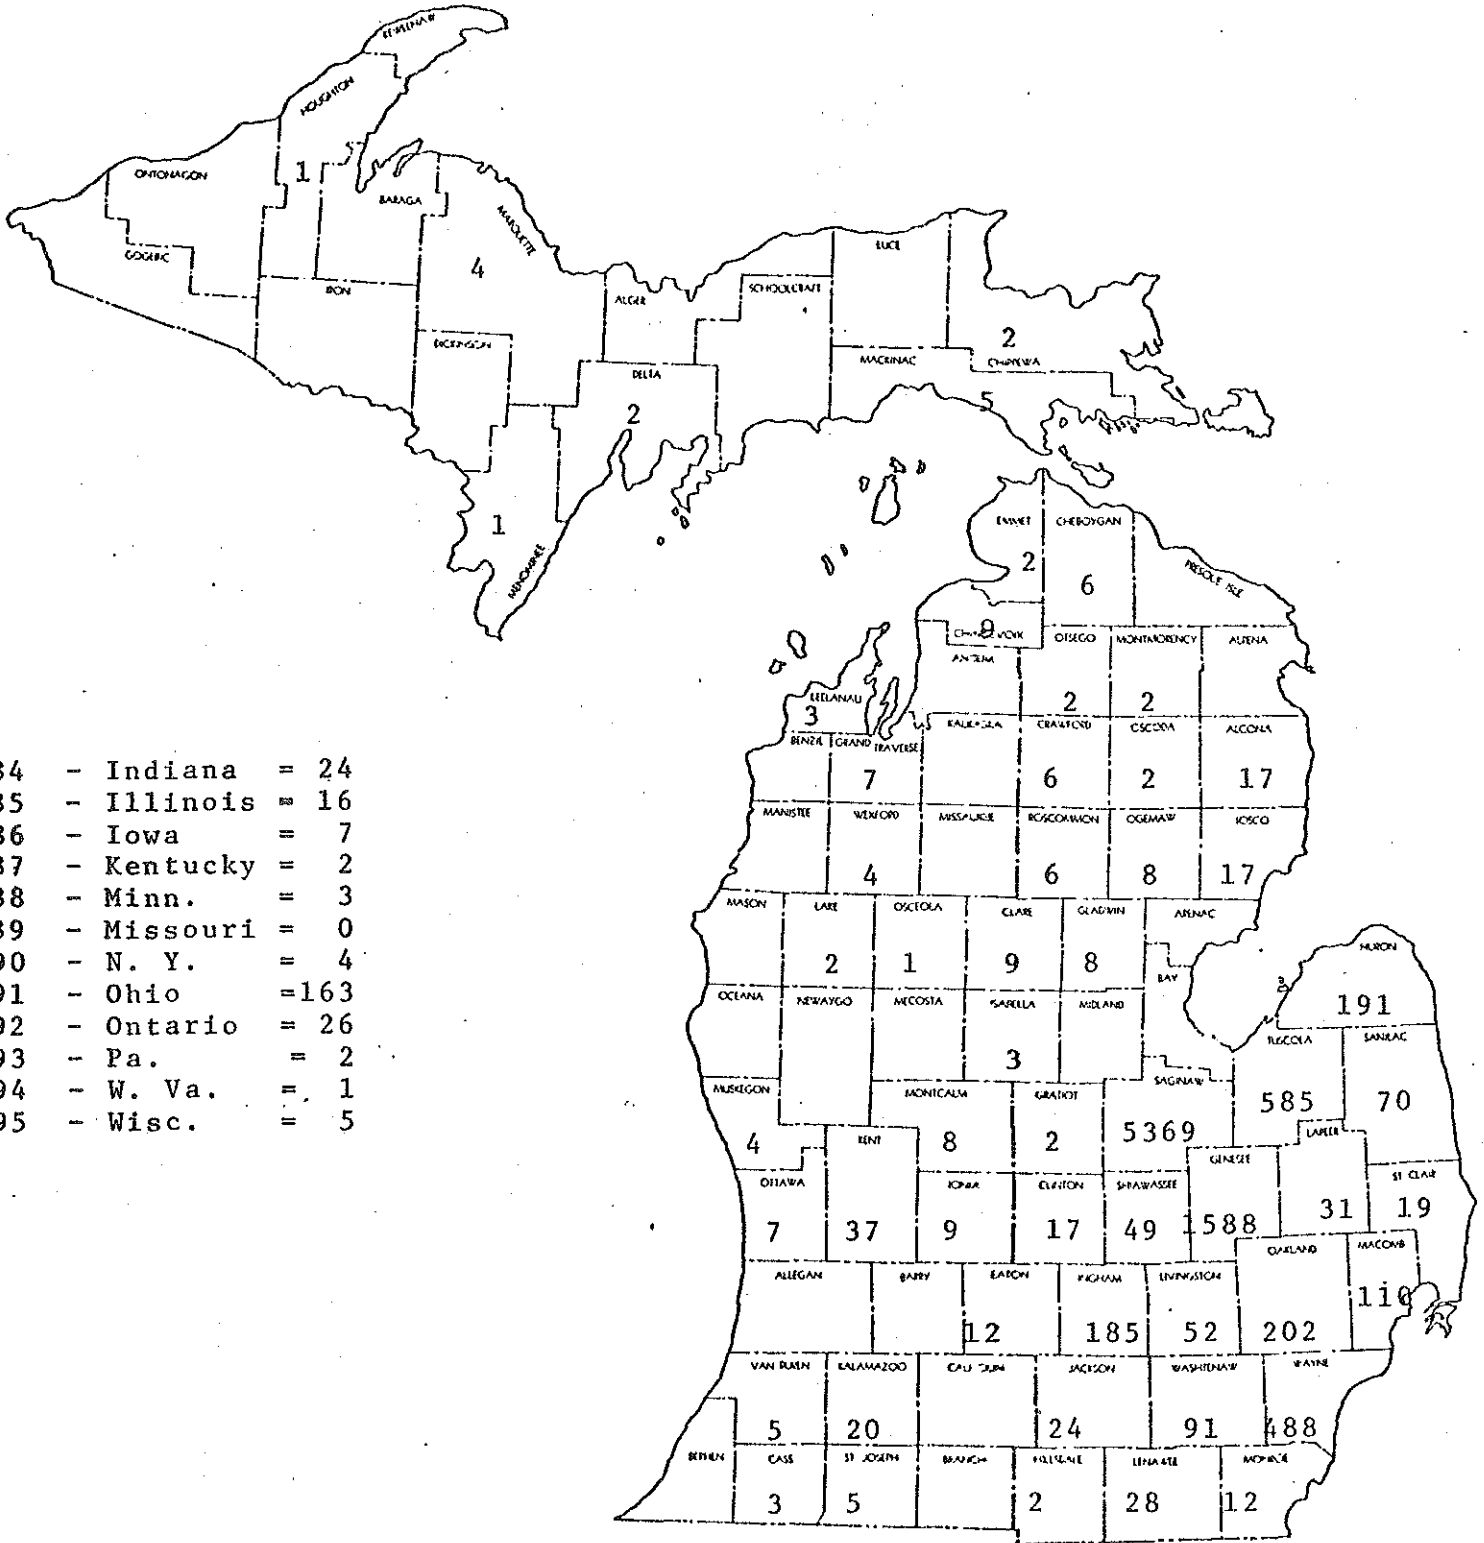 KEWEENAW
HOUGHTON
ONTONAGON
1
BARAGA
MARQUETTE
GOGEBIC
4
LUCE
IRON
ALGER
SCHOOLCRAFT
2
DICKINSON
MACKINAC
CHIPPEWA
DELTA
5
2
1
MENOMINEE
EMMET
CHEBOYGAN
2
6
PRESQUE ISLE
9
OTSEGO
MONTMORENCY
ALPENA
ANTRIM
LEELANAU
2
2
3
KALKASKA
CRAWFORD
OSCODA
ALCONA
BENZIE
GRAND TRAVERSE
7
6
2
17
MANISTEE
WEXFORD
MISSAUKEE
ROSCOMMON
OGEMAW
IOSCO
4
6
8
17
34 - Indiana = 24
35 - Illinois = 16
36 - Iowa = 7
37 - Kentucky = 2
38 - Minn. = 3
39 - Missouri = 0
90 - N. Y. = 4
91 - Ohio =163
92 - Ontario = 26
93 - Pa. = 2
94 - W. Va. = 1
95 - Wisc. = 5
MASON
LAKE
OSCEOLA
CLARE
GLADWIN
ARENAC
HURON
2
1
9
8
BAY
OCEANA
NEWAYGO
MECOSTA
ISABELLA
MIDLAND
191
TUSCOLA
SANILAC
3
SAGINAW
MUSKEGON
MONTCALM
GRATIOT
585
70
4
KENT
8
2
5369
LAPEER
GENESEE
OTTAWA
IONIA
CLINTON
SHIAWASSEE
ST CLAIR
7
37
9
17
49
1588
31
19
OAKLAND
MACOMB
ALLEGAN
BARRY
EATON
INGHAM
LIVINGSTON
110
12
185
52
202
VAN BUREN
KALAMAZOO
JACKSON
WASHTENAW
WAYNE
5
20
24
91
488
BERRIEN
CASS
ST JOSEPH
BRANCH
HILLSDALE
LENAWEE
MONROE
3
5
2
28
12